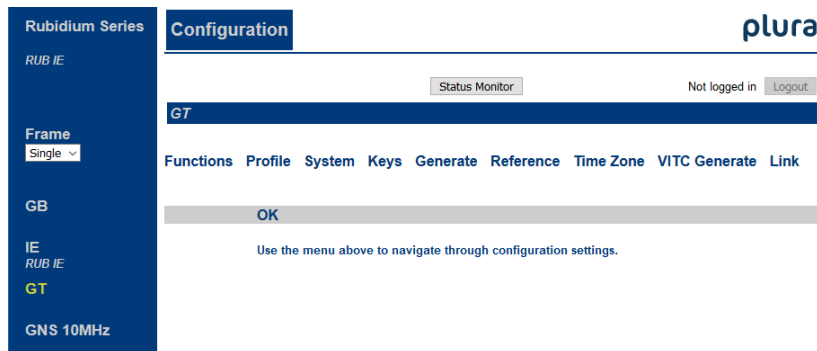 Rubidium Series
RUB IE
Configuration
plura
Status Monitor
Not logged in
Logout
GT
Frame
Single
Functions Profile System Keys Generate Reference Time Zone VITC Generate Link
GB
OK
IE
RUB IE
Use the menu above to navigate through configuration settings.
GT
GNS 10MHz